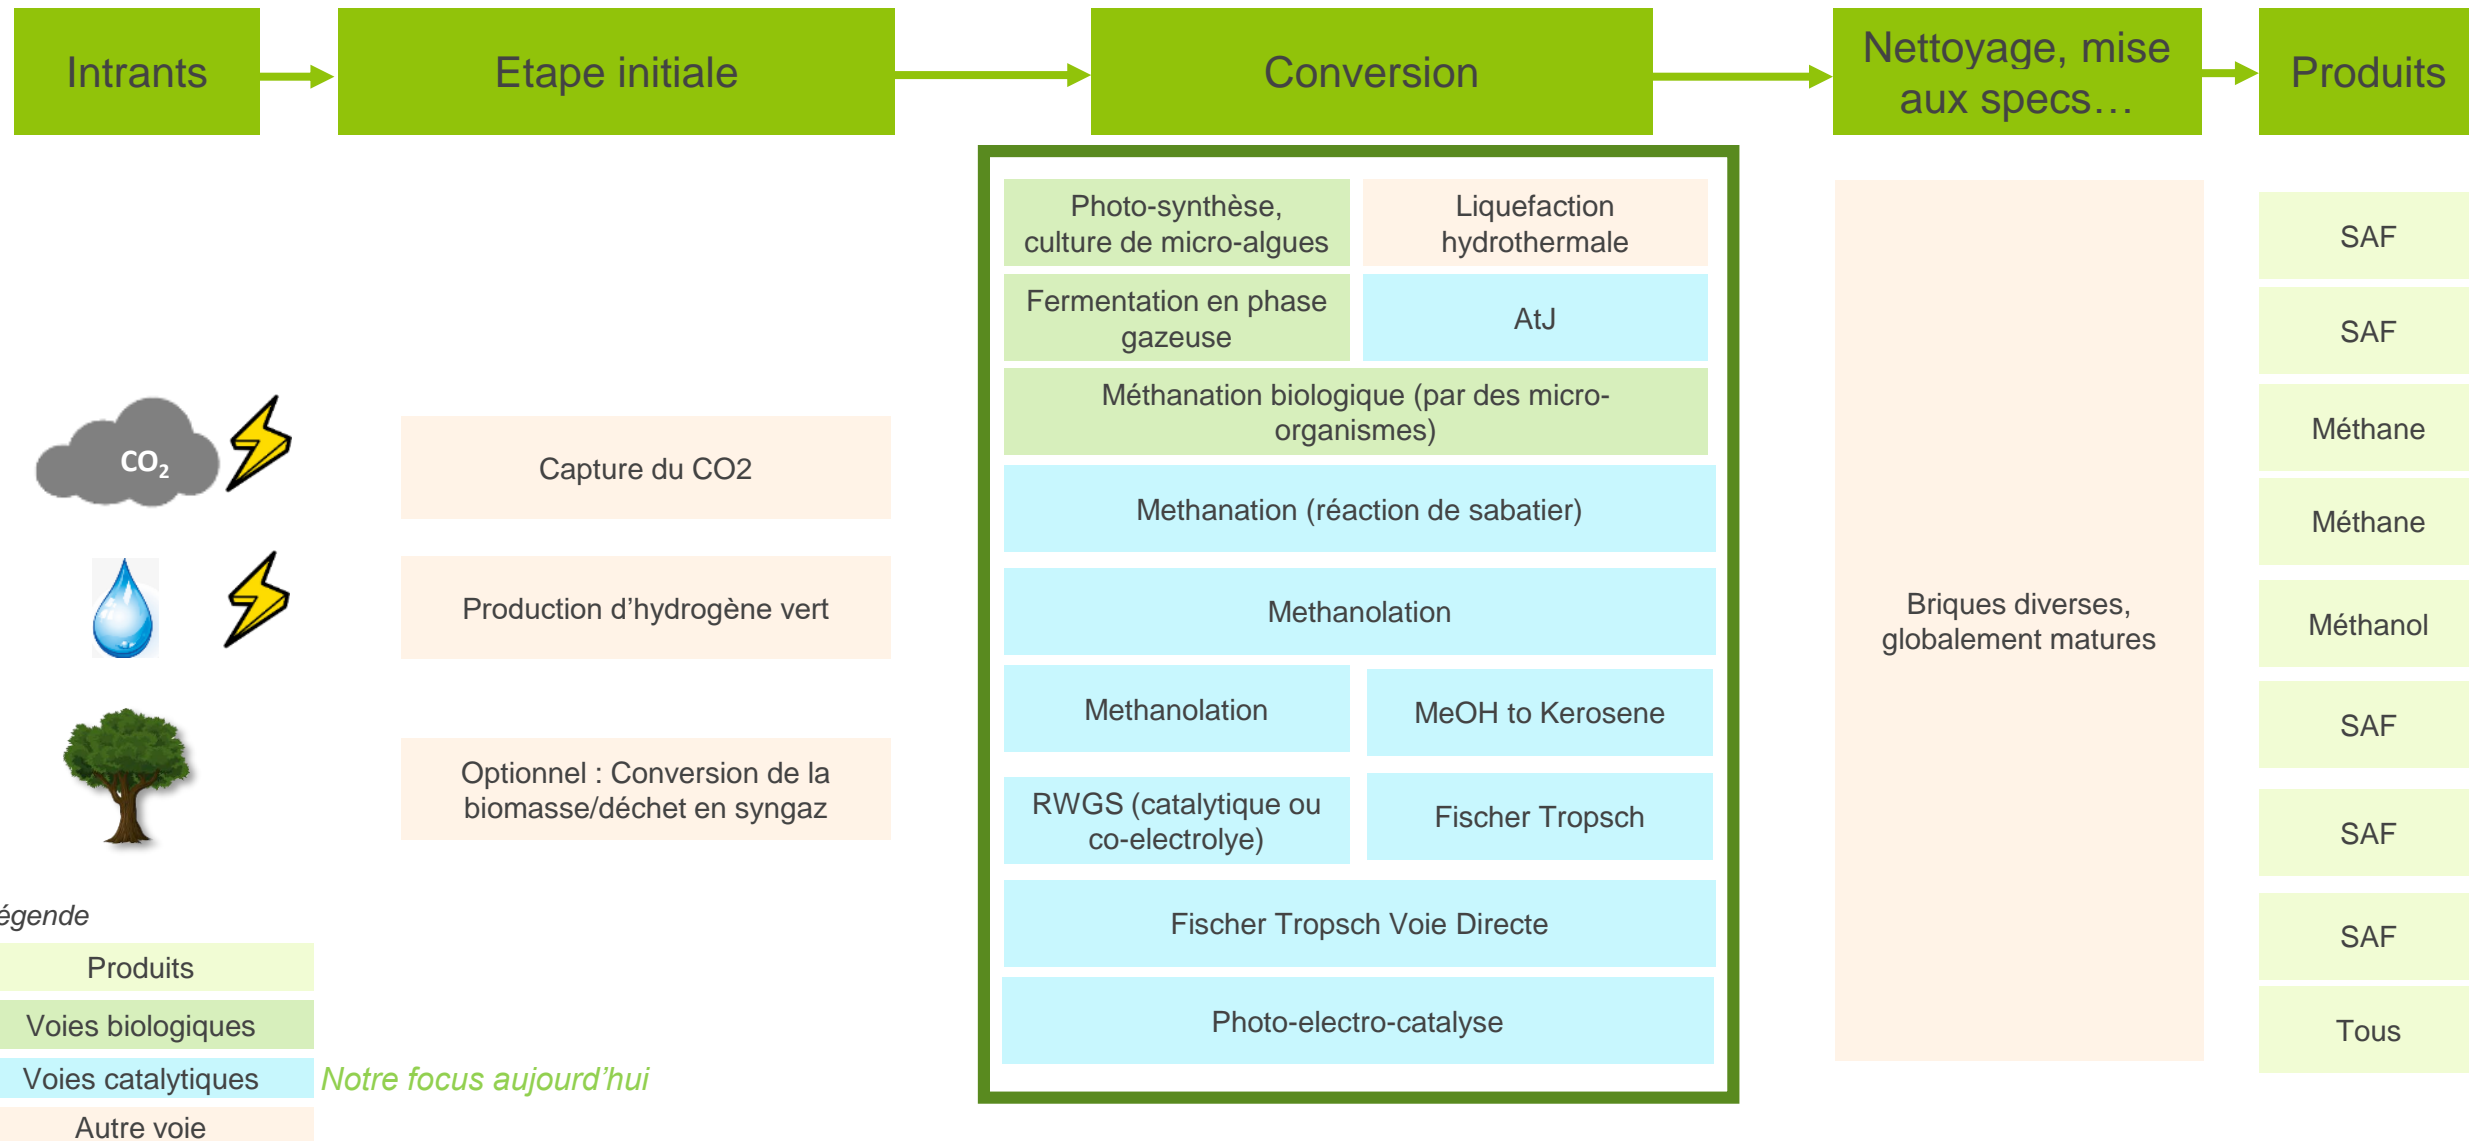 Intrants
Etape initiale
Conversion
Nettoyage, mise
aux specs…
Produits
Photo-synthèse,
culture de micro-algues
Liquefaction
hydrothermale
SAF
Fermentation en phase
gazeuse
AtJ
SAF
Méthanation biologique (par des micro-
organismes)
Méthane
CO2
Capture du CO2
Methanation (réaction de sabatier)
Méthane
Production d’hydrogène vert
Methanolation
Briques diverses,
globalement matures
Méthanol
Methanolation
MeOH to Kerosene
SAF
Optionnel : Conversion de la
biomasse/déchet en syngaz
RWGS (catalytique ou
co-electrolye)
Fischer Tropsch
SAF
Fischer Tropsch Voie Directe
SAF
Photo-electro-catalyse
Tous
égende
Produits
Voies biologiques
Voies catalytiques
Notre focus aujourd’hui
Autre voie